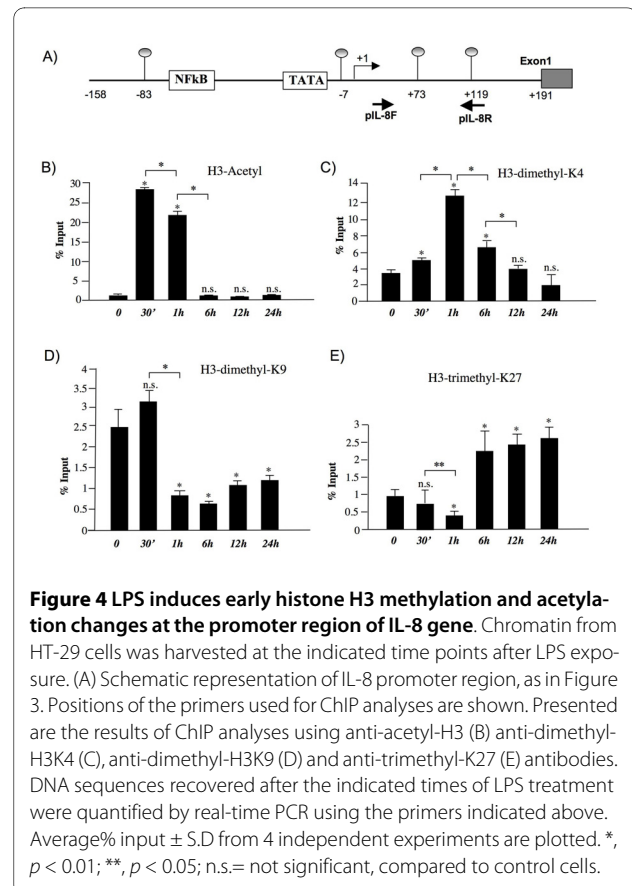 A)
+1
Exon1
NFkB
TATA
-158
-83
-7
+73
+119
+191
pIL-8F
pIL-8R
B)
H3-Acetyl
% Input
30
25
20
15
10
5
0
*
*
*
*
n.s.
n.s.
n.s.
0 30’ 1h 6h 12h 24h
C)
H3-dimethyl-K4
% Input
14
12
10
8
6
4
2
0
*
*
*
*
*
*
n.s.
n.s.
0 30’ 1h 6h 12h 24h
D)
H3-dimethyl-K9
% Input
4
3.5
3
2.5
2
1.5
1
0.5
n.s.
*
*
*
*
*
0 30’ 1h 6h 12h 24h
E)
H3-trimethyl-K27
% Input
3
2.5
2
1.5
1
0.5
n.s.
**
*
*
*
*
0 30’ 1h 6h 12h 24h
Figure 4 LPS induces early histone H3 methylation and acetyla-
tion changes at the promoter region of IL-8 gene. Chromatin from
HT-29 cells was harvested at the indicated time points after LPS expo-
sure. (A) Schematic representation of IL-8 promoter region, as in Figure
3. Positions of the primers used for ChIP analyses are shown. Presented
are the results of ChIP analyses using anti-acetyl-H3 (B) anti-dimethyl-
H3K4 (C), anti-dimethyl-H3K9 (D) and anti-trimethyl-K27 (E) antibodies.
DNA sequences recovered after the indicated times of LPS treatment
were quantified by real-time PCR using the primers indicated above.
Average% input ± S.D from 4 independent experiments are plotted. *,
p < 0.01; **, p < 0.05; n.s.= not significant, compared to control cells.